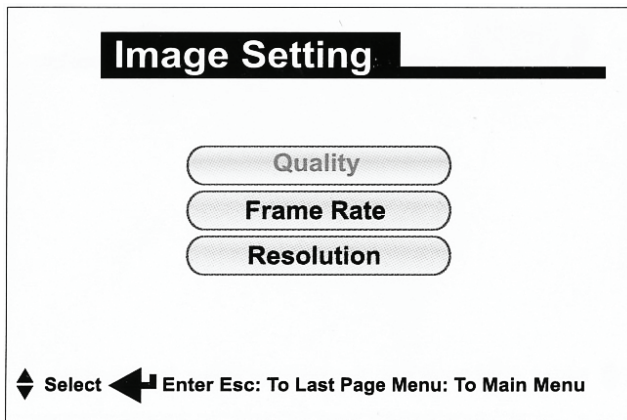 Image Setting
Quality
Frame Rate
Resolution
Select Enter Esc: To Last Page Menu: To Main Menu